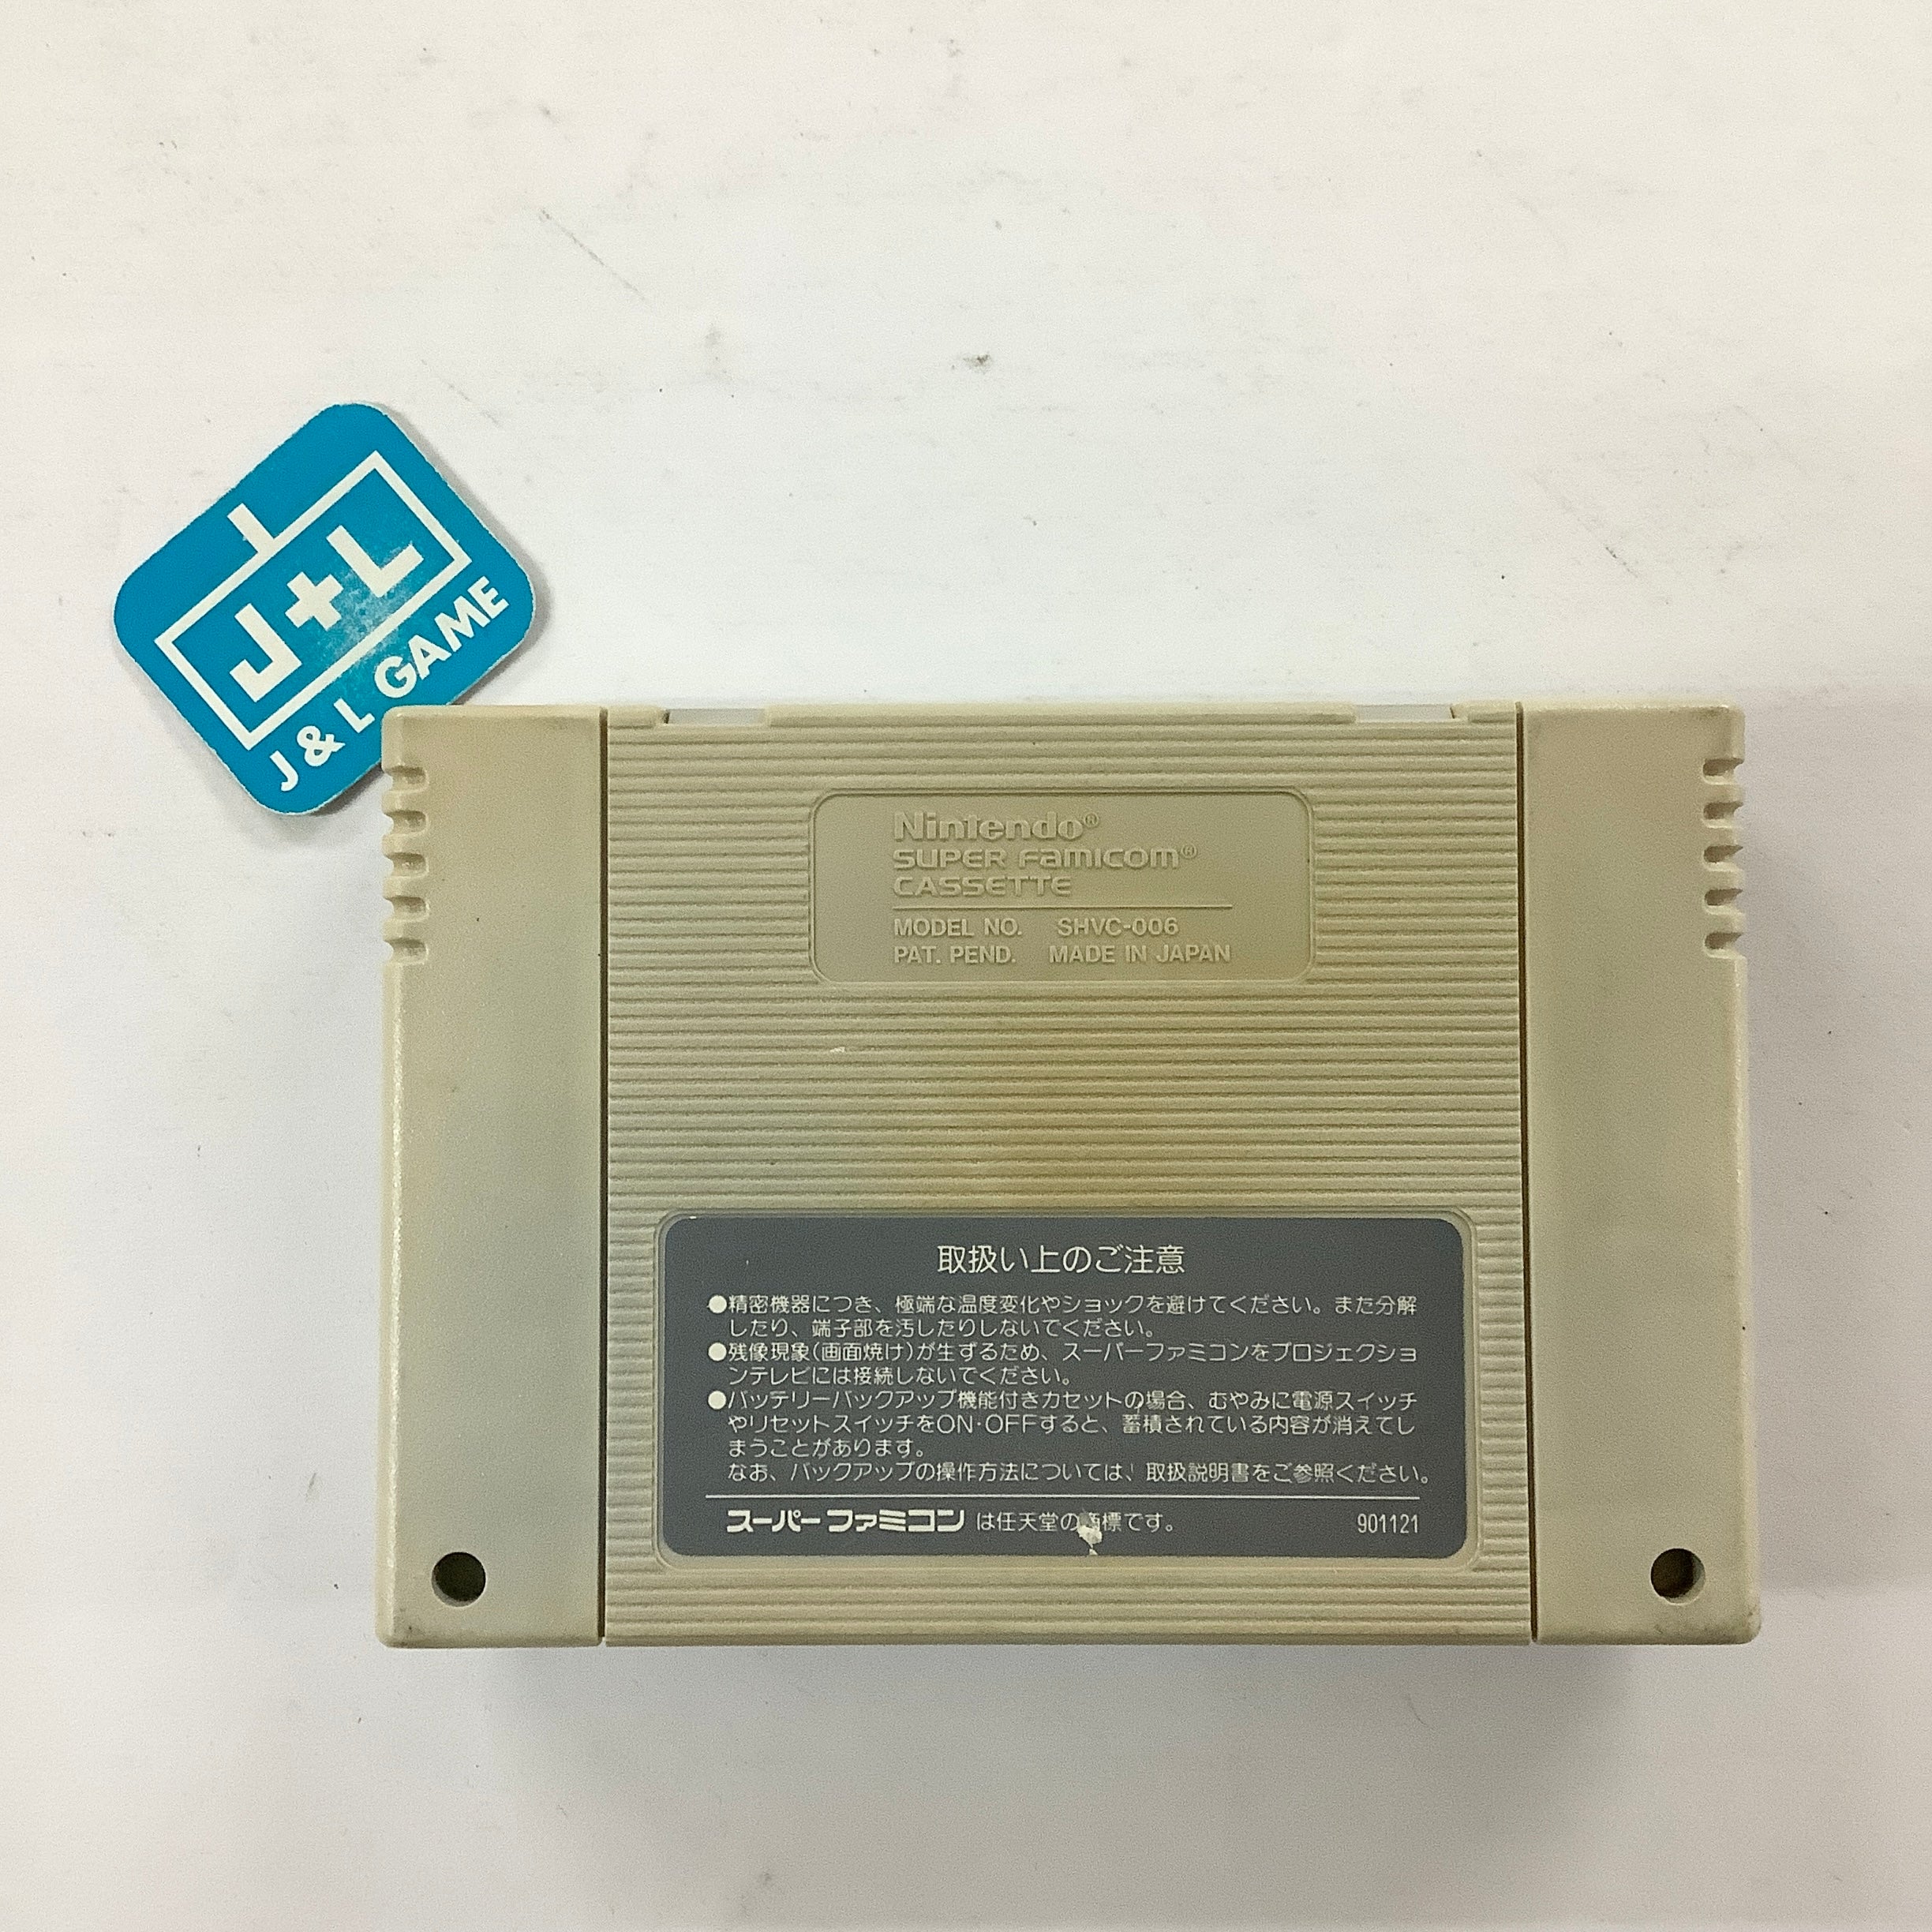 J+L
J & L GAME
Nintendo®
SUPER FAMICOM®
CASSETTE
MODEL NO. SHVC-006
PAT. PEND. MADE IN JAPAN
取扱い上のご注意
●精密機器につき、極端な温度変化やショックを避けてください。また分解
したり、端子部を汚したりしないでください。
●残像現象(画面焼け)が生ずるため、スーパーファミコンをプロジェクショ
ンテレビには接続しないでください。
●バッテリーバックアップ機能付きカセットの場合、むやみに電源スイッチ
やリセットスイッチをON·OFFすると、蓄積されている内容が消えてし
まうことがあります。
なお、バックアップの操作方法については、取扱説明書をご参照ください。
スーパーファミコン は任天堂の商標です。 901121